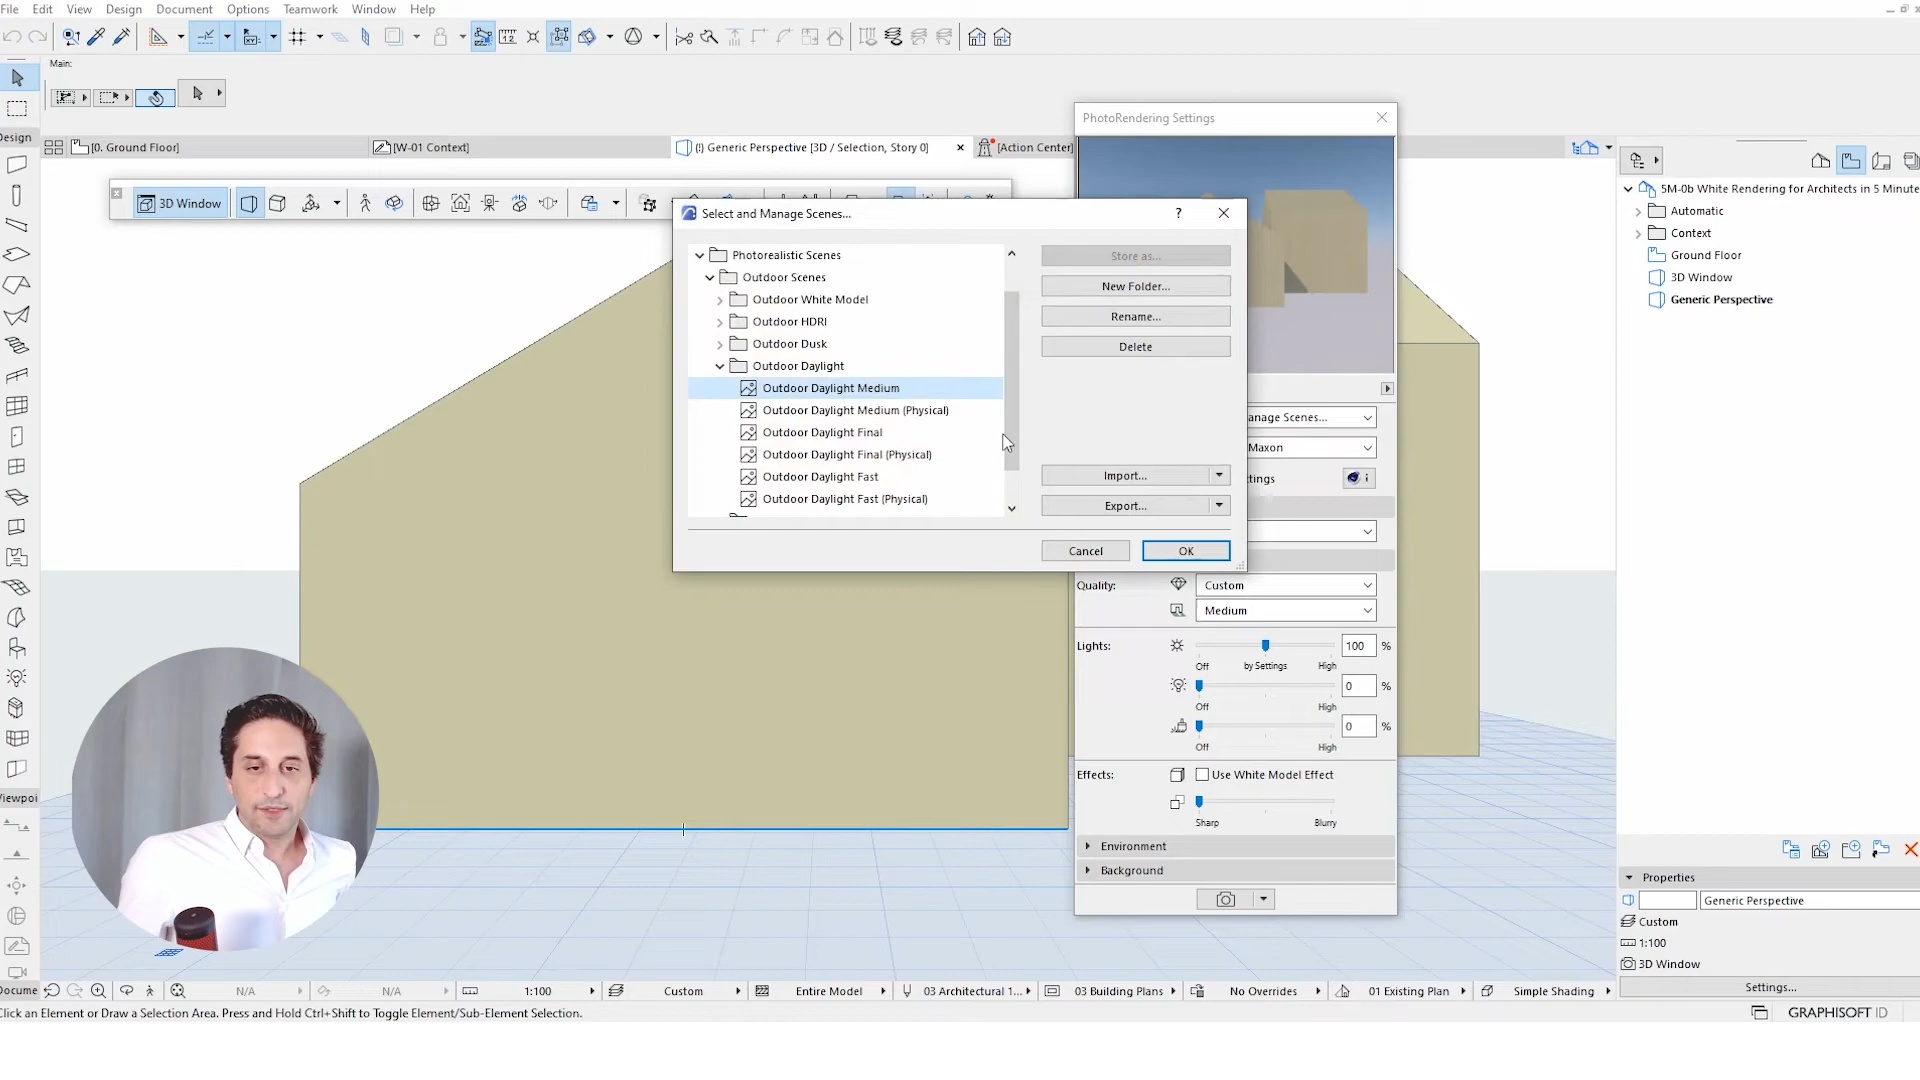 File Edit View Design Document Options Teamwork Window Help
Main:
Design
[0. Ground Floor]
[W-01 Context]
(!) Generic Perspective [3D / Selection, Story 0]
[Action Center]
3D Window
PhotoRendering Settings
Select and Manage Scenes...
?
Photorealistic Scenes
Outdoor Scenes
Outdoor White Model
Outdoor HDRI
Outdoor Dusk
Outdoor Daylight
Outdoor Daylight Medium
Outdoor Daylight Medium (Physical)
Outdoor Daylight Final
Outdoor Daylight Final (Physical)
Outdoor Daylight Fast
Outdoor Daylight Fast (Physical)
Store as...
New Folder...
Rename...
Delete
Import...
Export...
Cancel
OK
anage Scenes...
Maxon
ttings
Quality:
Custom
Medium
Lights:
100 %
Off by Settings High
0 %
Off High
0 %
Off High
Effects:
Use White Model Effect
Sharp Blurry
Environment
Background
5M-0b White Rendering for Architects in 5 Minute
Automatic
Context
Ground Floor
3D Window
Generic Perspective
Properties
Generic Perspective
Custom
1:100
3D Window
Settings...
Viewpoi
Docume
N/A
N/A
1:100
Custom
Entire Model
03 Architectural 1...
03 Building Plans
No Overrides
01 Existing Plan
Simple Shading
Click an Element or Draw a Selection Area. Press and Hold Ctrl+Shift to Toggle Element/Sub-Element Selection.
GRAPHISOFT ID